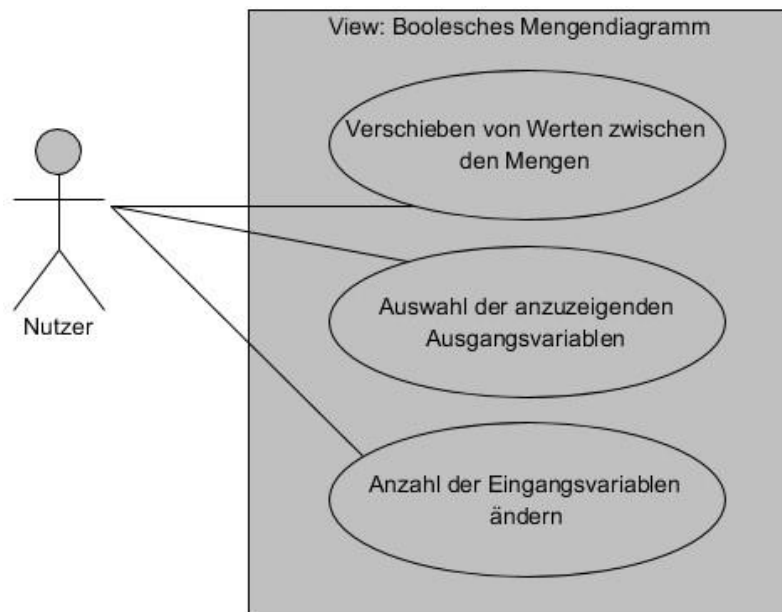 View: Boolesches Mengendiagramm
Verschieben von Werten zwischen
den Mengen
Nutzer
Auswahl der anzuzeigenden
Ausgangsvariablen
Anzahl der Eingangsvariablen
ändern